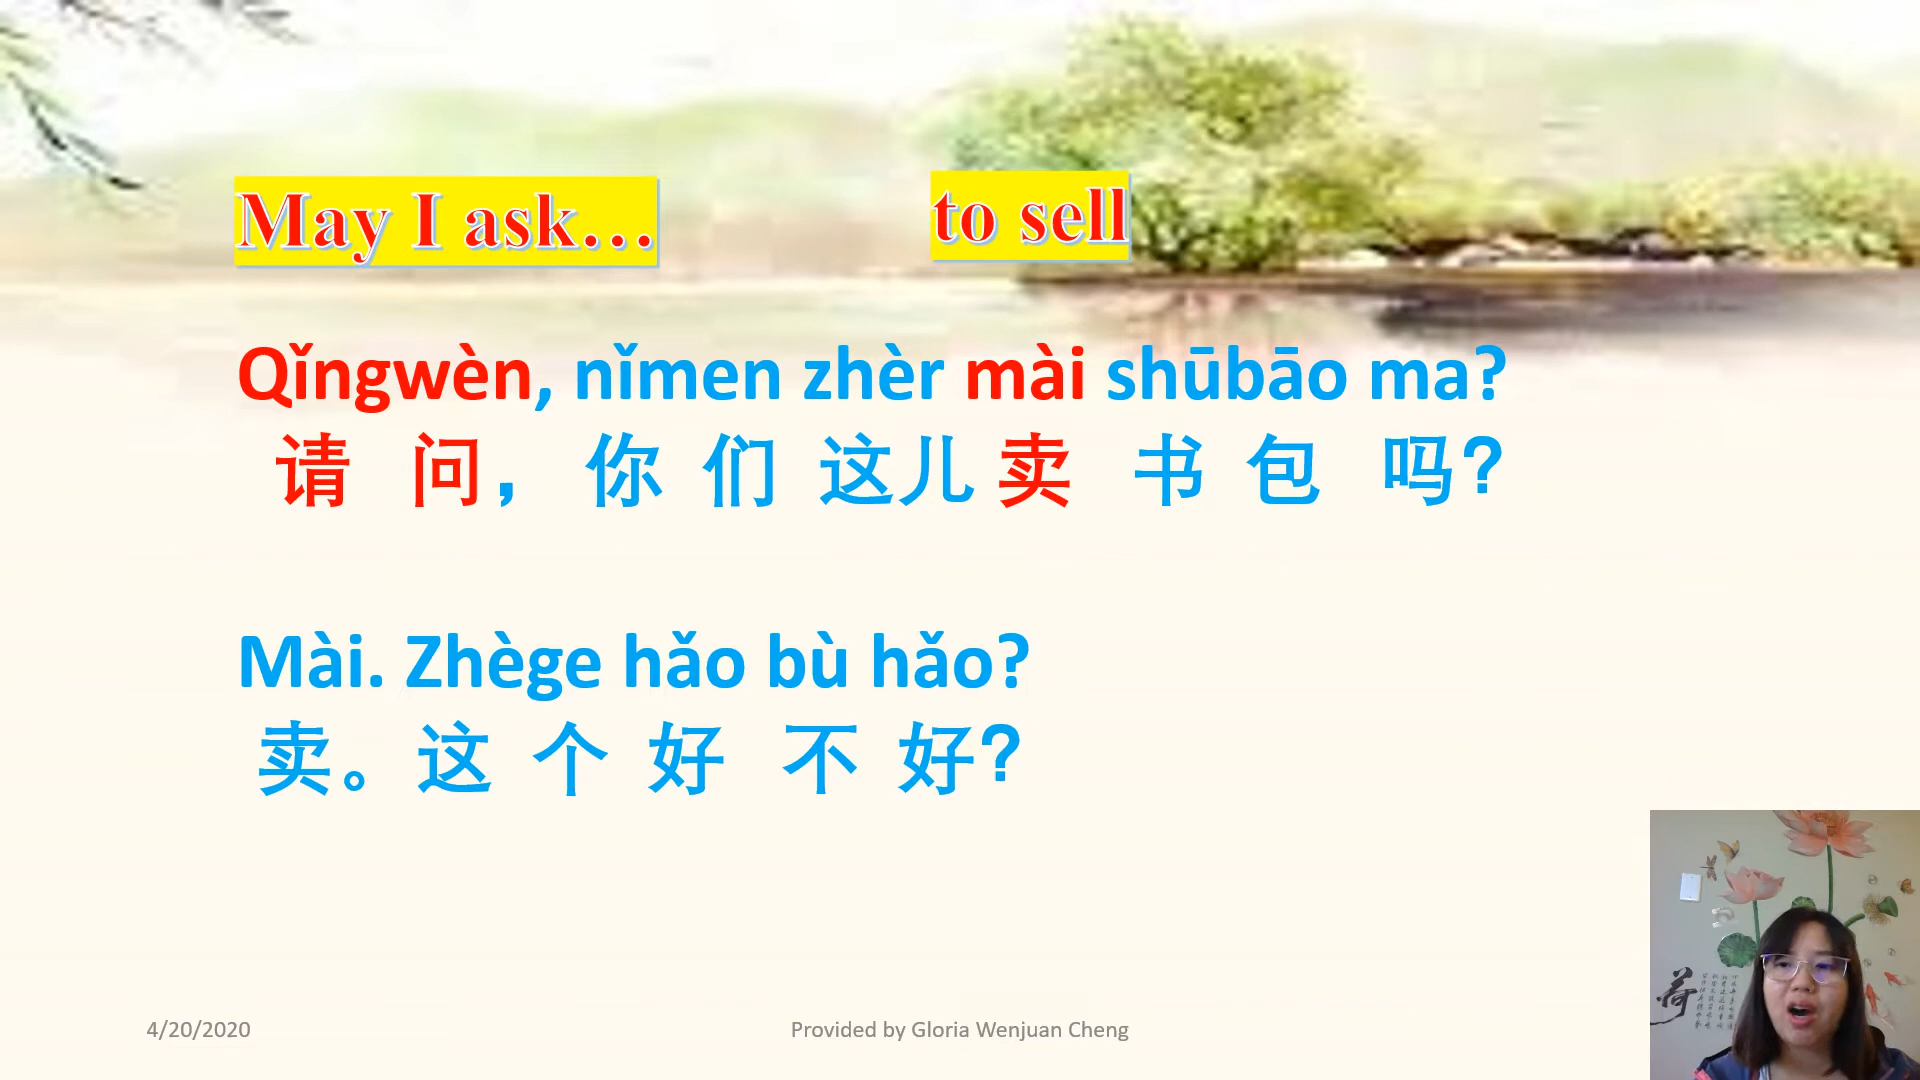 May I ask...
to sell
Qǐngwèn, nǐmen zhèr mài shūbāo ma?
请问，你们这儿卖书包吗？
Mài. Zhège hǎo bù hǎo?
卖。这个好不好？
荷
4/20/2020
Provided by Gloria Wenjuan Cheng